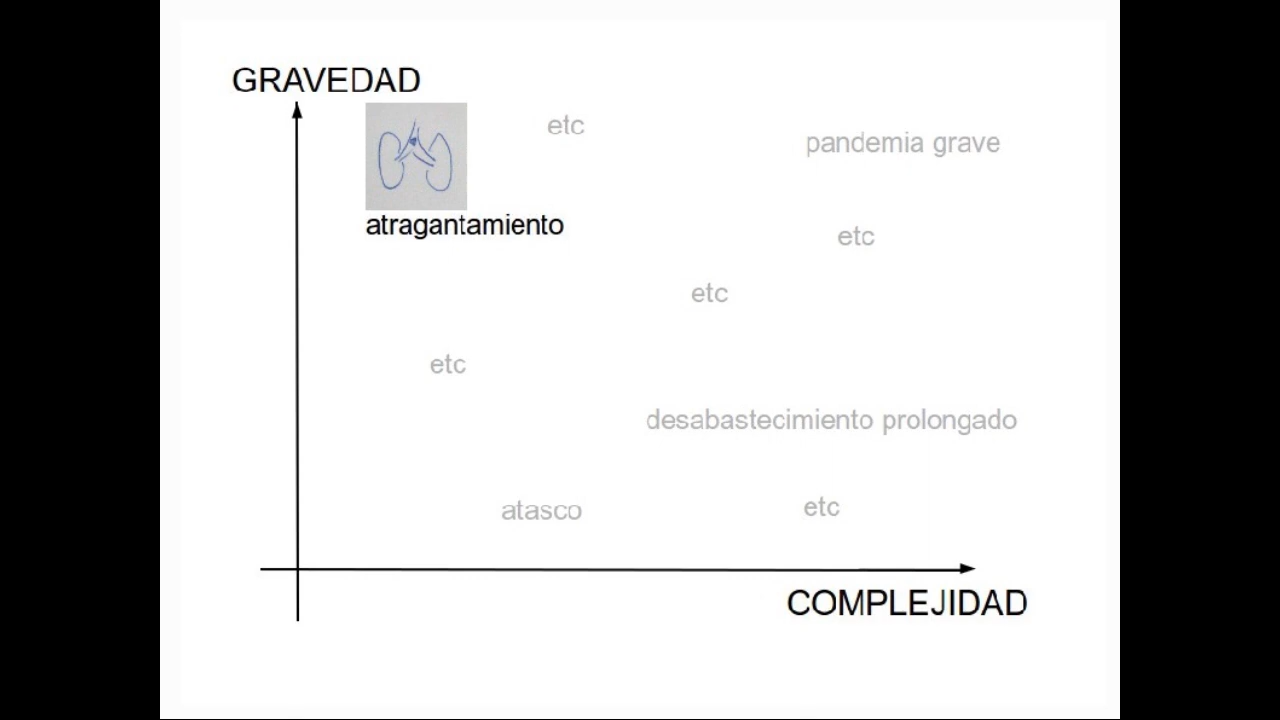 GRAVEDAD
etc
pandemia grave
atragantamiento
etc
etc
etc
desabastecimiento prolongado
atasco
etc
COMPLEJIDAD